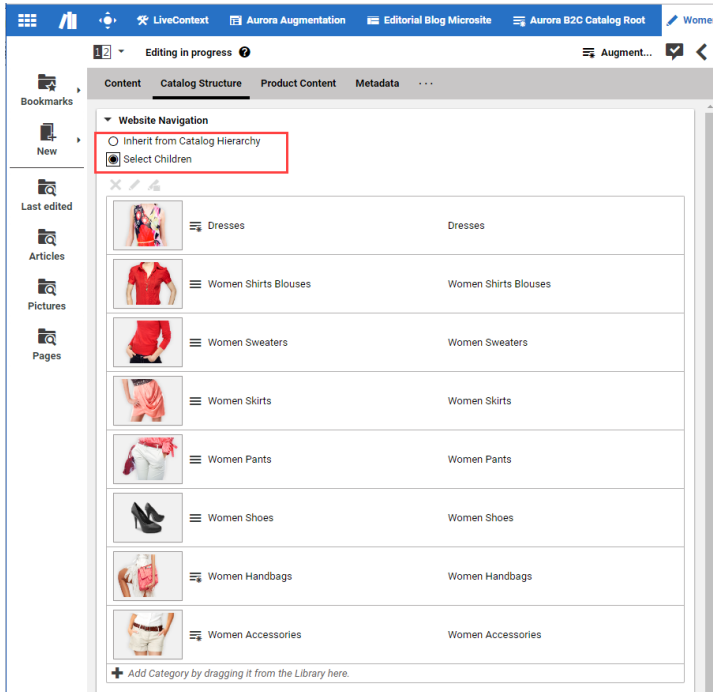 LiveContext Aurora Augmentation Editorial Blog Microsite Aurora B2C Catalog Root Wome
1 2 Editing in progress ? Augment...
Bookmarks
New
Last edited
Articles
Pictures
Pages
Content Catalog Structure Product Content Metadata ...
Website Navigation
Inherit from Catalog Hierarchy
Select Children
Dresses Dresses
Women Shirts Blouses Women Shirts Blouses
Women Sweaters Women Sweaters
Women Skirts Women Skirts
Women Pants Women Pants
Women Shoes Women Shoes
Women Handbags Women Handbags
Women Accessories Women Accessories
Add Category by dragging it from the Library here.